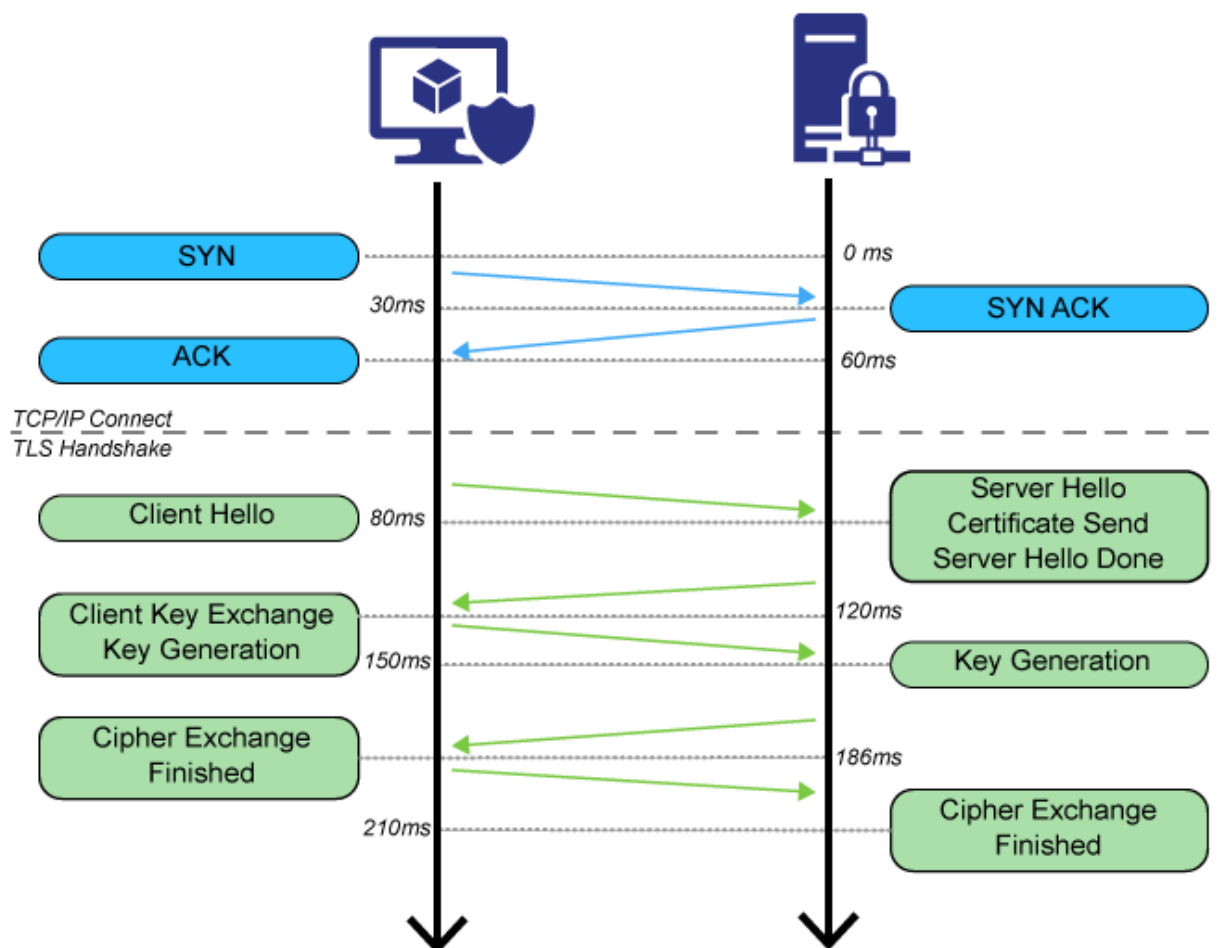 SYN
0 ms
30ms
SYN ACK
ACK
60ms
TCP/IP Connect
TLS Handshake
Client Hello
80ms
Server Hello
Certificate Send
Server Hello Done
Client Key Exchange
Key Generation
120ms
150ms
Key Generation
Cipher Exchange
Finished
186ms
210ms
Cipher Exchange
Finished